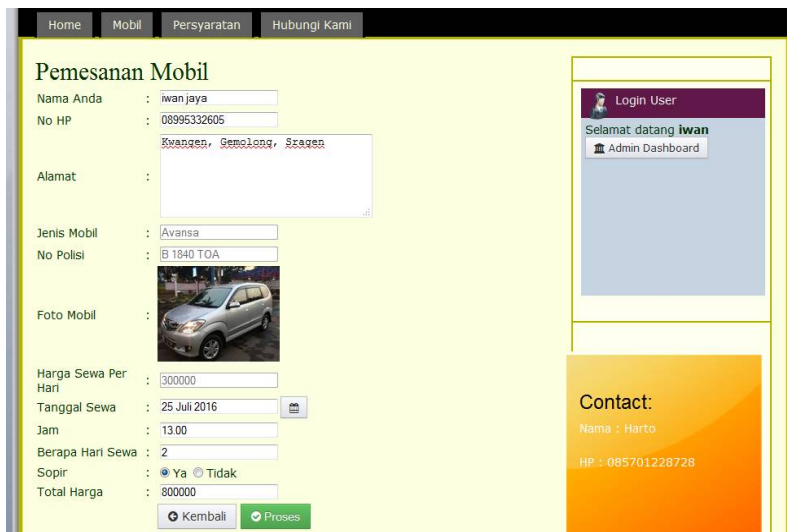 Home Mobil Persyaratan Hubungi Kami
Pemesanan Mobil
Nama Anda : iwan jaya
No HP : 08995332605
Alamat : Kwangen, Gemolong, Sragen
Jenis Mobil : Avansa
No Polisi : B 1840 TOA
Foto Mobil :
Harga Sewa Per
Hari : 300000
Tanggal Sewa : 25 Juli 2016
Jam : 13.00
Berapa Hari Sewa : 2
Sopir : Ya Tidak
Total Harga : 800000
Kembali Proses
Login User
Selamat datang iwan
Admin Dashboard
Contact:
Nama : Harto
HP : 085701228728